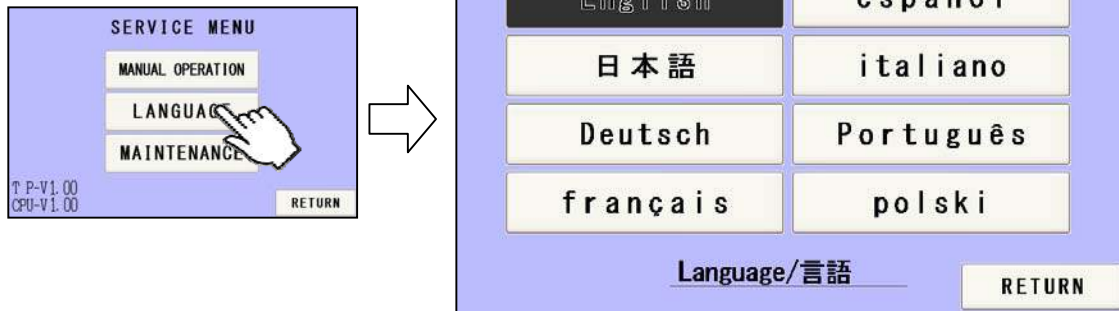 SERVICE MENU
MANUAL OPERATION
LANGUAGE
MAINTENANCE
T P-V1.00
CPU-V1.00
RETURN
English
español
日本語
italiano
Deutsch
Português
français
polski
Language/言語
RETURN